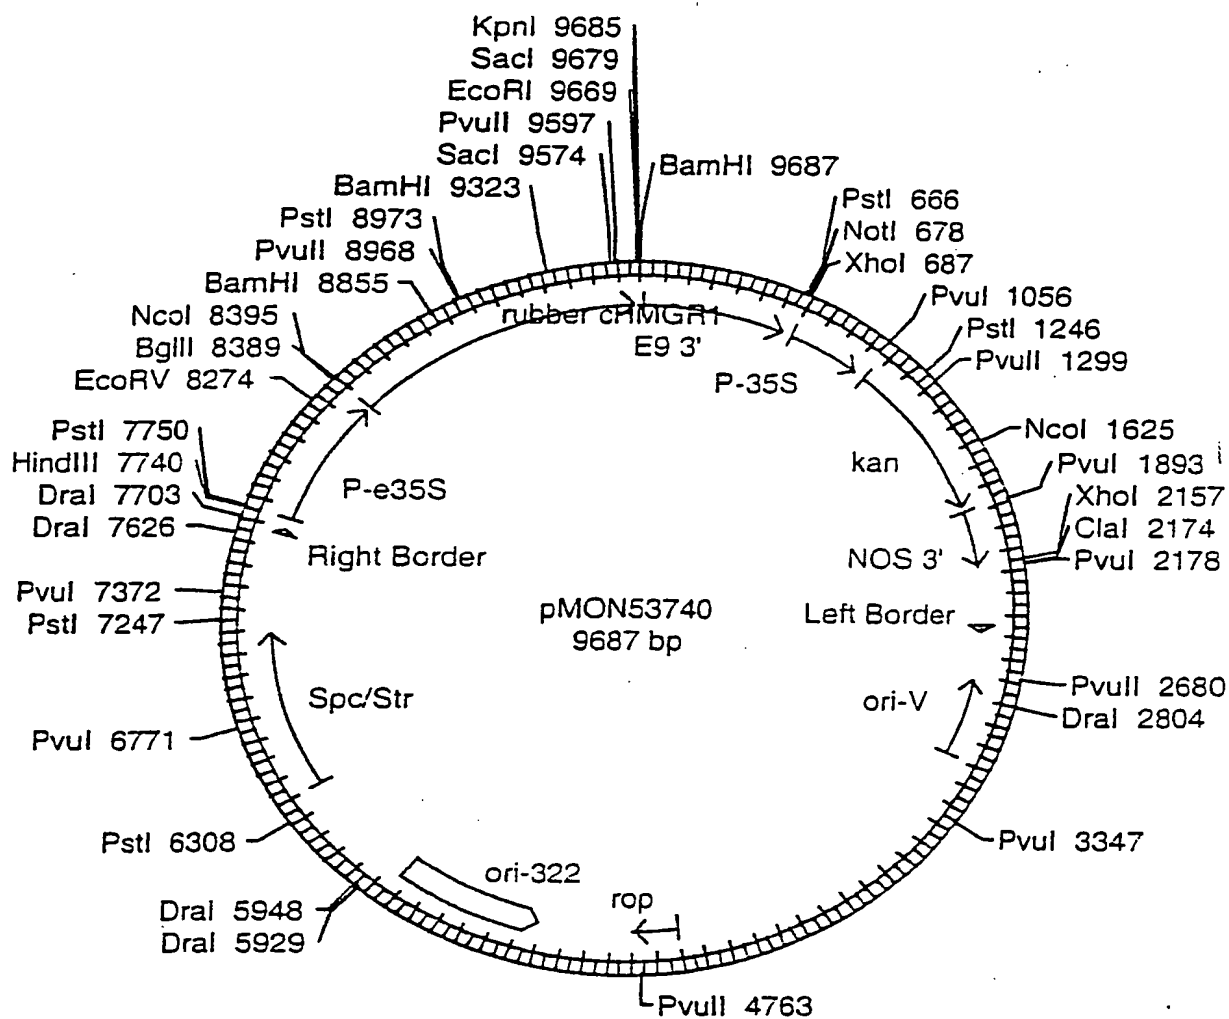 KpnI 9685
SacI 9679
EcoRI 9669
PvuII 9597
SacI 9574
BamHI 9323
PstI 8973
PvuII 8968
BamHI 8855
NcoI 8395
BglII 8389
EcoRV 8274
PstI 7750
HindIII 7740
DraI 7703
DraI 7626
PvuI 7372
PstI 7247
PvuI 6771
PstI 6308
DraI 5948
DraI 5929
BamHI 9687
PstI 666
NotI 678
XhoI 687
PvuI 1056
PstI 1246
PvuII 1299
NcoI 1625
PvuI 1893
XhoI 2157
ClaI 2174
PvuI 2178
PvuII 2680
DraI 2804
PvuI 3347
PvuII 4763
rubber cHMGR1
E9 3'
P-35S
kan
NOS 3'
Left Border
ori-V
rop
ori-322
Spc/Str
Right Border
P-e35S
pMON53740
9687 bp